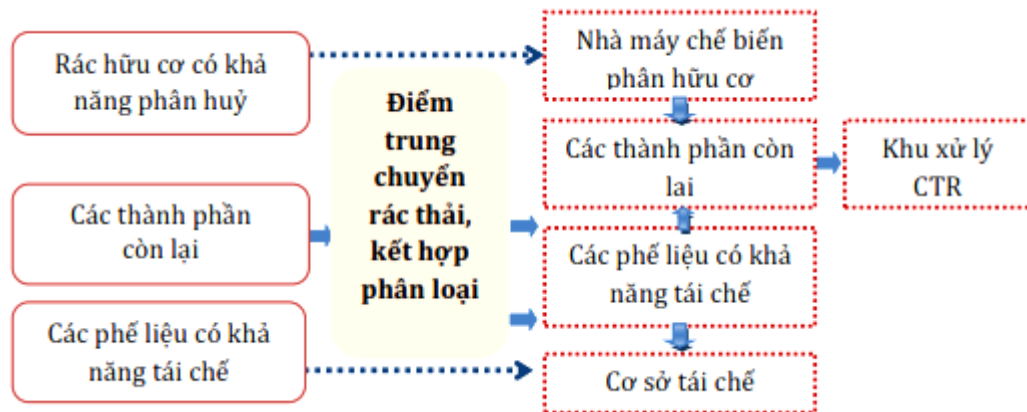 Rác hữu cơ có khả
năng phân huỷ
Các thành phần
còn lại
Các phế liệu có khả
năng tái chế
Điểm
trung
chuyển
rác thải,
kết hợp
phân loại
Nhà máy chế biến
phân hữu cơ
Các thành phần còn
lại
Các phế liệu có khả
năng tái chế
Cơ sở tái chế
Khu xử lý
CTR